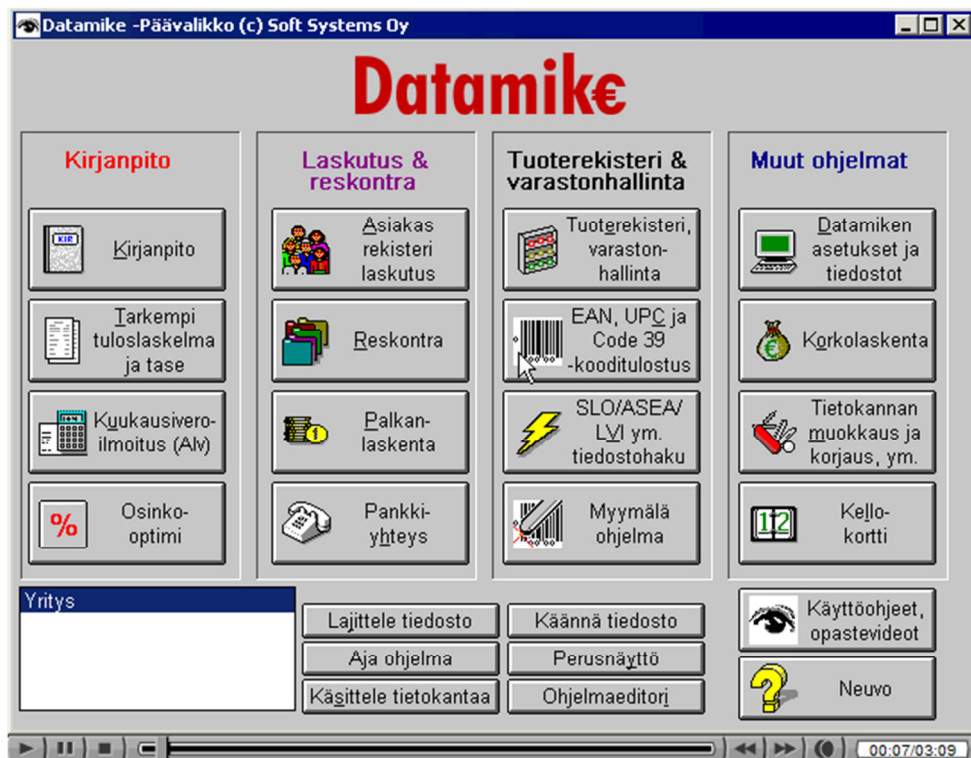 Datamike -Päävalikko (c) Soft Systems Oy
Datamik€
Kirjanpito
KIR
Kirjanpito
Tarkempi
tuloslaskelma
ja tase
Kuukausivero-
ilmoitus (Alv)
%
Osinko-
optimi
Laskutus &
reskontra
Asiakas
rekisteri
laskutus
Reskontra
1
Palkan-
laskenta
Pankki-
yhteys
Tuoterekisteri &
varastonhallinta
Tuoterekisteri,
varaston-
hallinta
EAN, UPC ja
Code 39
-kooditulostus
SLO/ASEA/
LVI ym.
tiedostohaku
Myymälä
ohjelma
Muut ohjelmat
Datamiken
asetukset ja
tiedostot
€
Korkolaskenta
Tietokannan
muokkaus ja
korjaus, ym.
12
Kello-
kortti
Yritys
Lajittele tiedosto
Käännä tiedosto
Aja ohjelma
Perusnäyttö
Käsittele tietokantaa
Ohjelmaeditori
Käyttöohjeet,
opastevideot
?
Neuvo
00:07/03:09